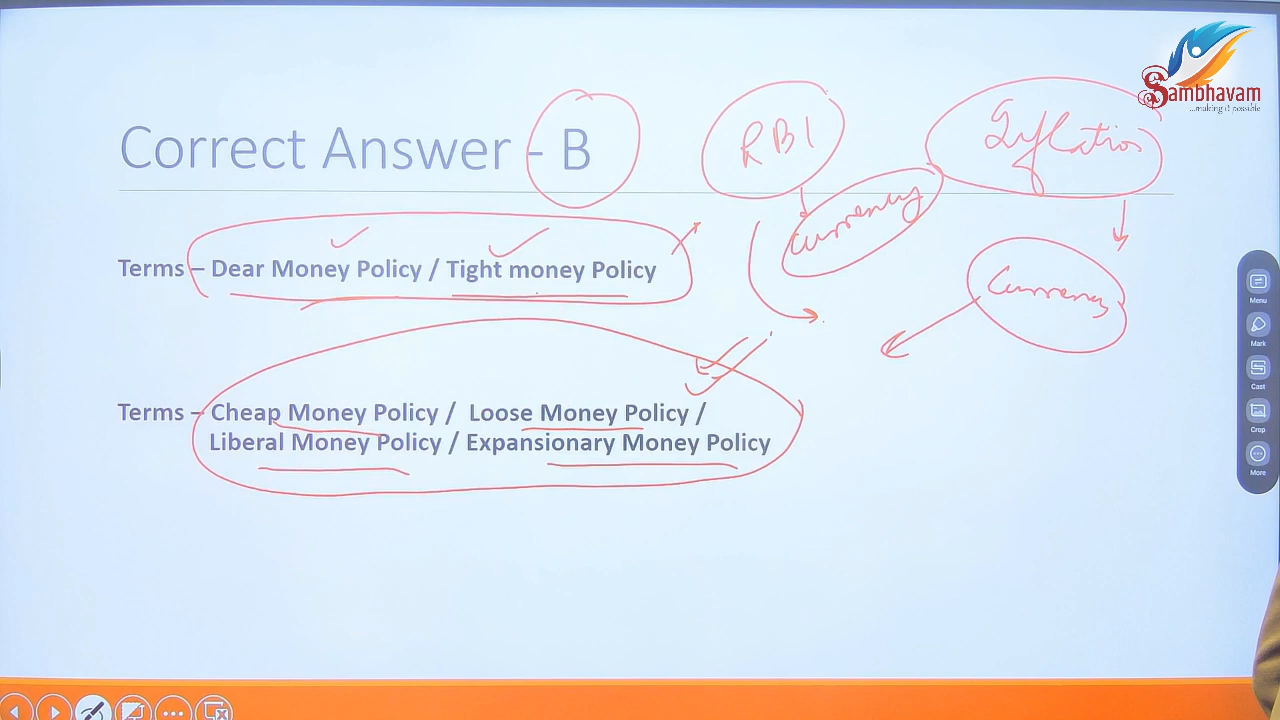 Sambhavam
...making it possible
Correct Answer - B
RBI
Inflation
Currency
Terms – Dear Money Policy / Tight money Policy
Currency
Terms – Cheap Money Policy / Loose Money Policy /
Liberal Money Policy / Expansionary Money Policy
Menu
Mark
Cast
Crop
More